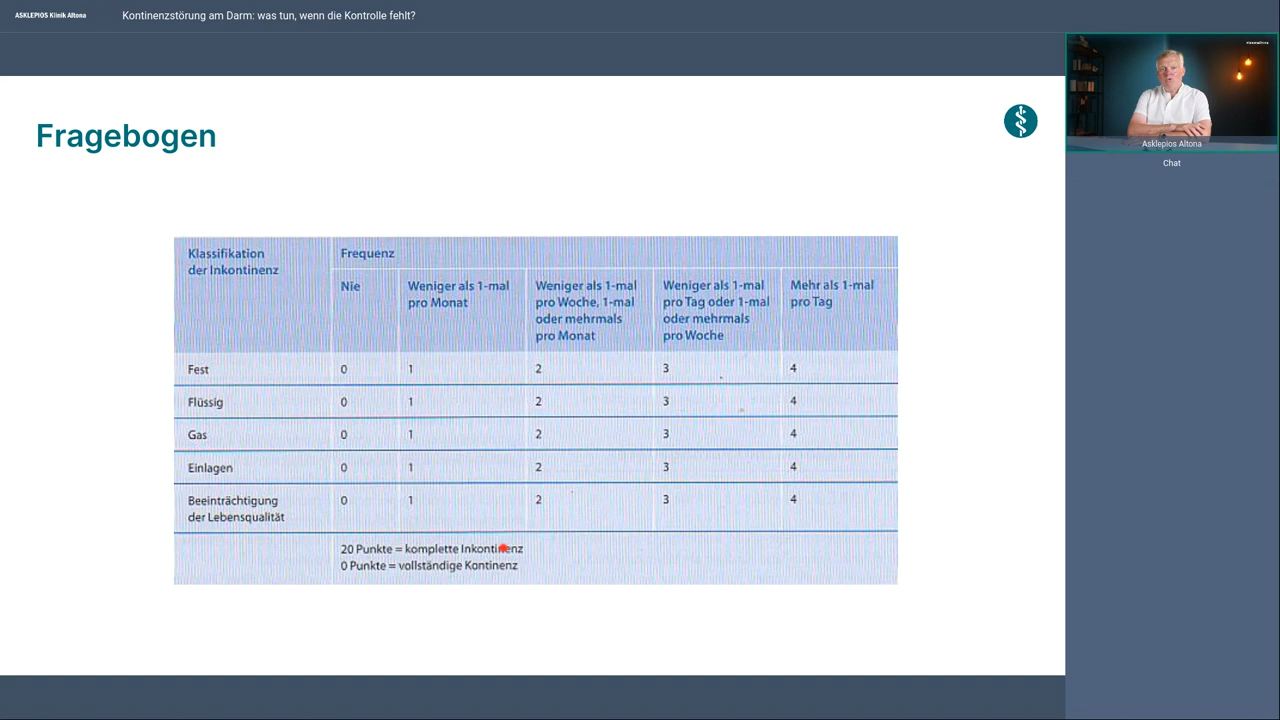 ASKLEPIOS Klinik Altona
Kontinenzstörung am Darm: was tun, wenn die Kontrolle fehlt?
Fragebogen
Klassifikation
der Inkontinenz
Frequenz
Nie
Weniger als 1-mal
pro Monat
Weniger als 1-mal
pro Woche, 1-mal
oder mehrmals
pro Monat
Weniger als 1-mal
pro Tag oder 1-mal
oder mehrmals
pro Woche
Mehr als 1-mal
pro Tag
Fest 0 1 2 3 4
Flüssig 0 1 2 3 4
Gas 0 1 2 3 4
Einlagen 0 1 2 3 4
Beeinträchtigung
der Lebensqualität
0 1 2 3 4
20 Punkte = komplette Inkontinenz
0 Punkte = vollständige Kontinenz
Asklepios Altona
Chat